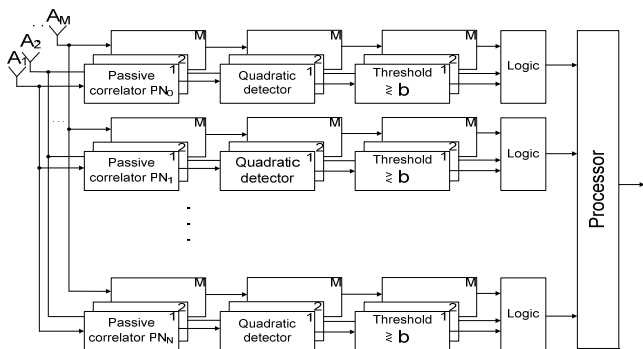 A_M
A_2
A_1
M
2
1
Passive
correlator PN_0
M
2
1
Quadratic
detector
M
2
1
Threshold
≷ b
Logic
M
2
1
Passive
correlator PN_1
M
2
1
Quadratic
detector
M
2
1
Threshold
≷ b
Logic
M
2
1
Passive
correlator PN_N
M
2
1
Quadratic
detector
M
2
1
Threshold
≷ b
Logic
Processor